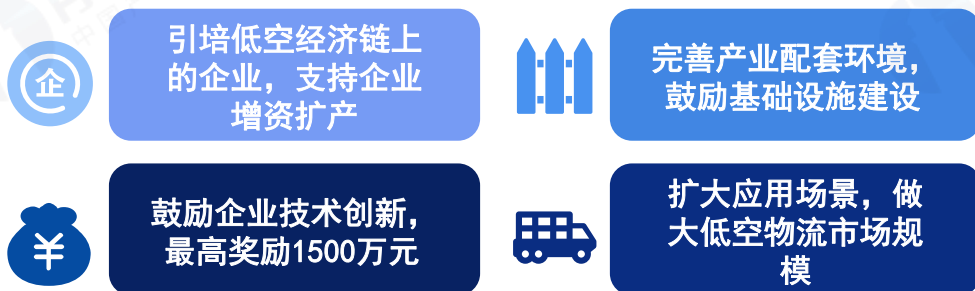 企
引培低空经济链上
的企业，支持企业
增资扩产
完善产业配套环境，
鼓励基础设施建设
¥
鼓励企业技术创新，
最高奖励1500万元
扩大应用场景，做
大低空物流市场规
模